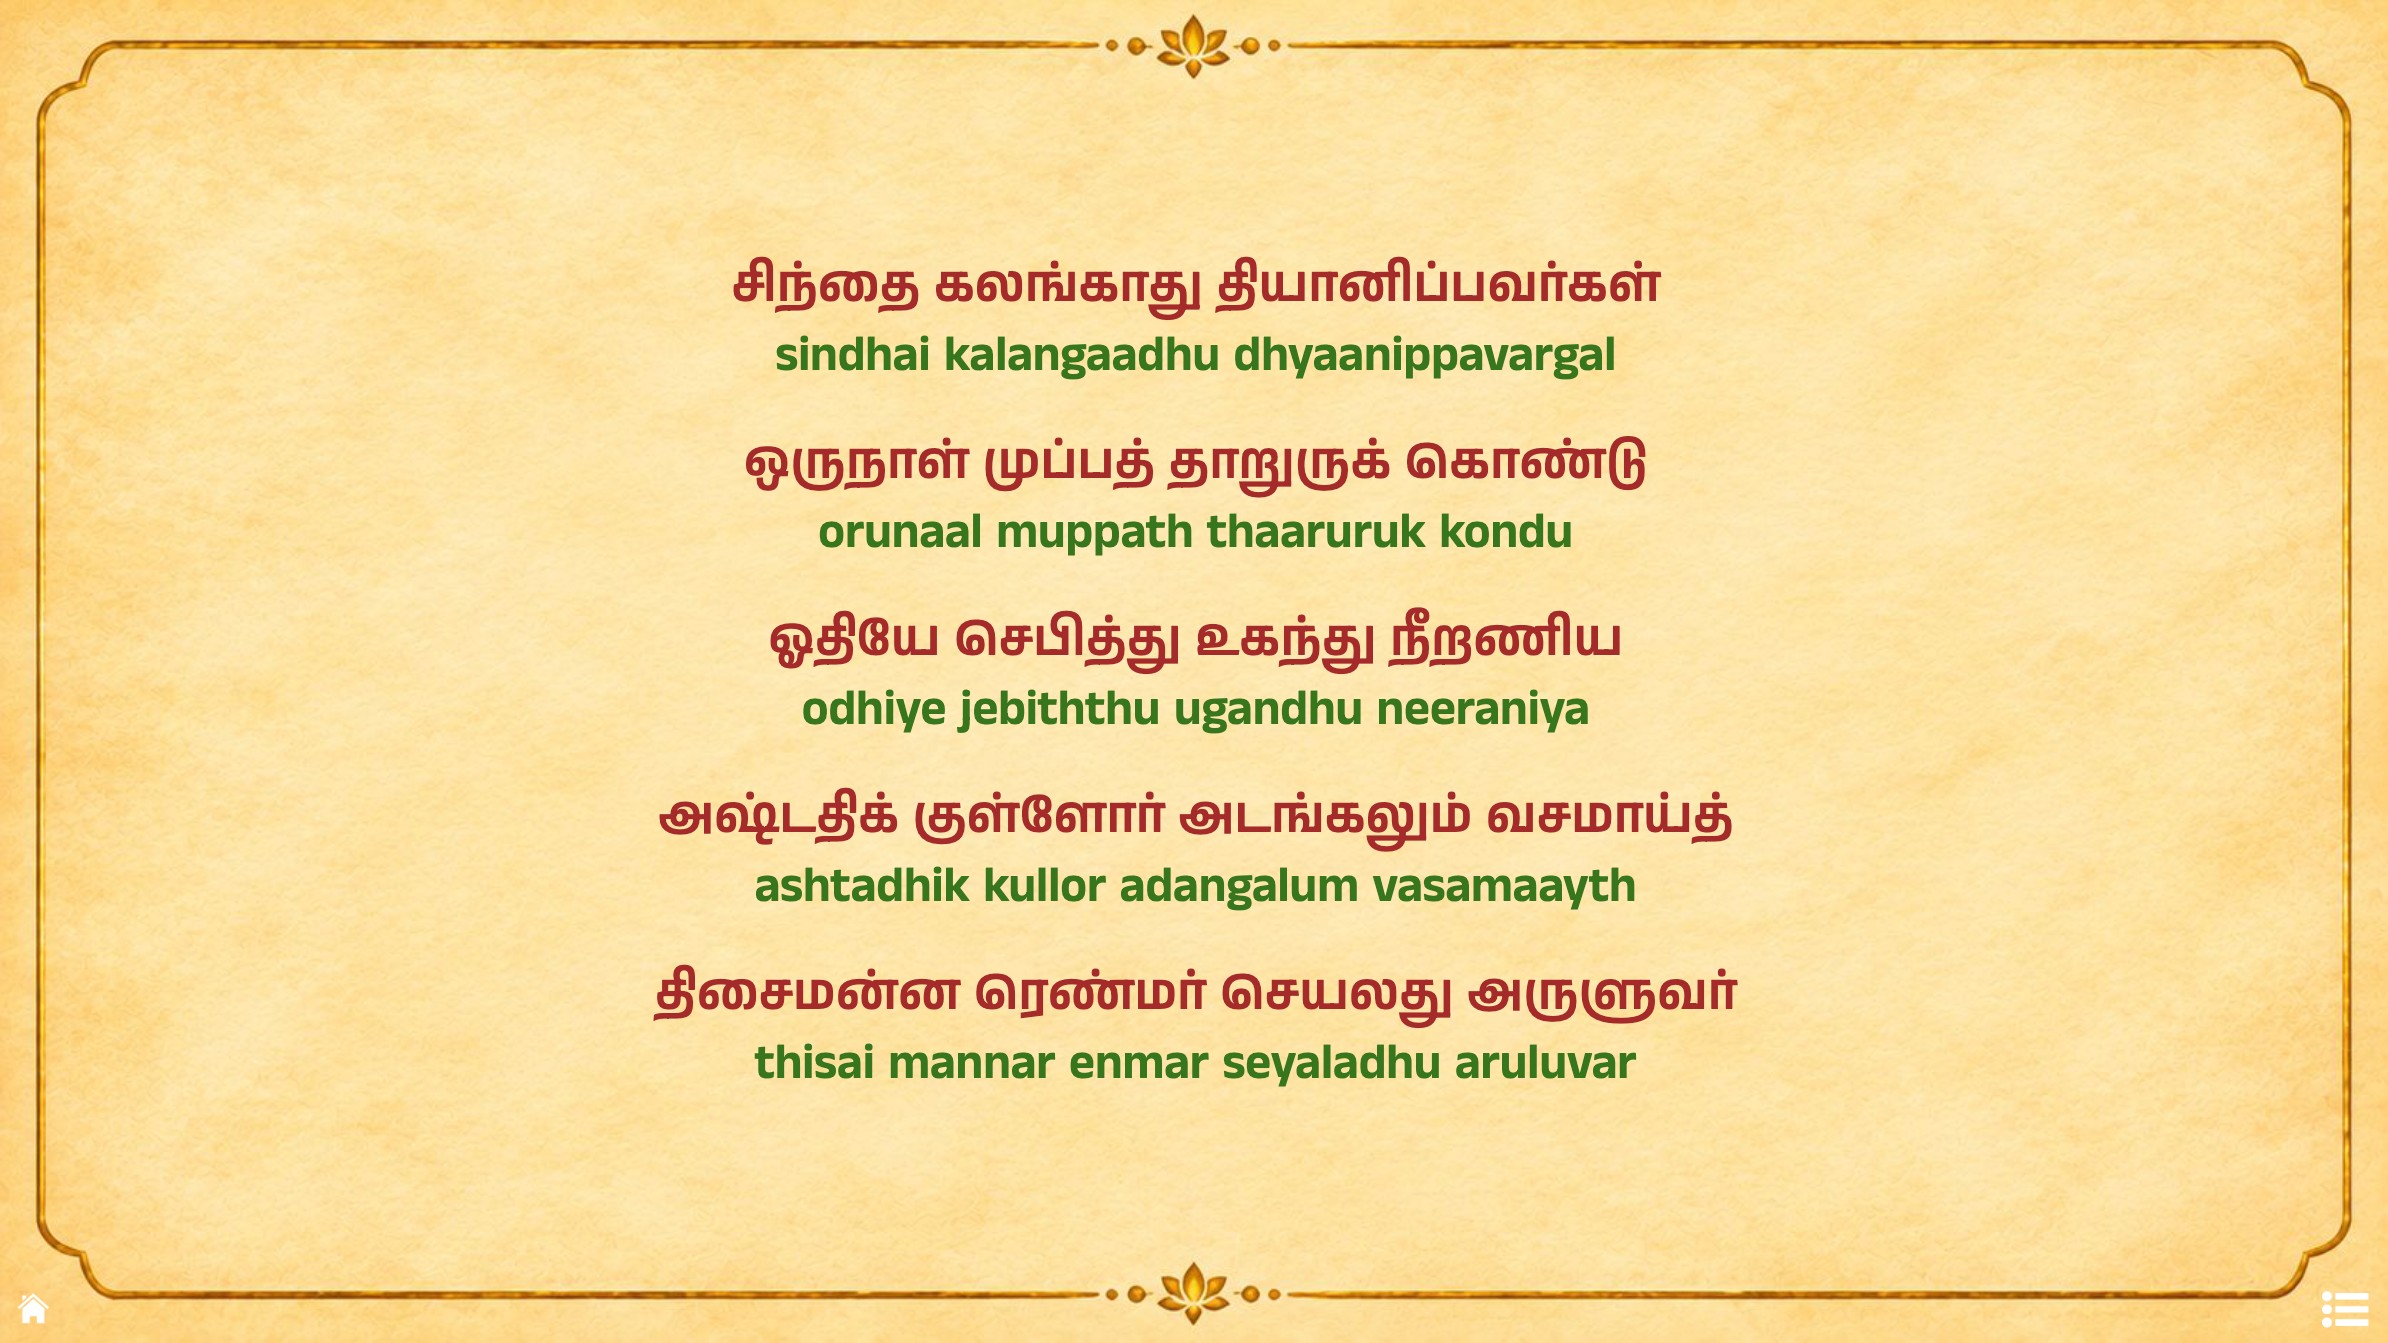 சிந்தை கலங்காது தியானிப்பவர்கள்
sindhai kalangaadhu dhyaanippavargal
ஒருநாள் முப்பத் தாறுருக் கொண்டு
orunaal muppath thaaruruk kondu
ஓதியே செபித்து உகந்து நீறணிய
odhiye jebiththu ugandhu neeraniya
அஷ்டதிக் குள்ளோர் அடங்கலும் வசமாய்த்
ashtadhik kullor adangalum vasamaayth
திசைமன்ன ரெண்மர் செயலது அருளுவர்
thisai mannar enmar seyaladhu aruluvar